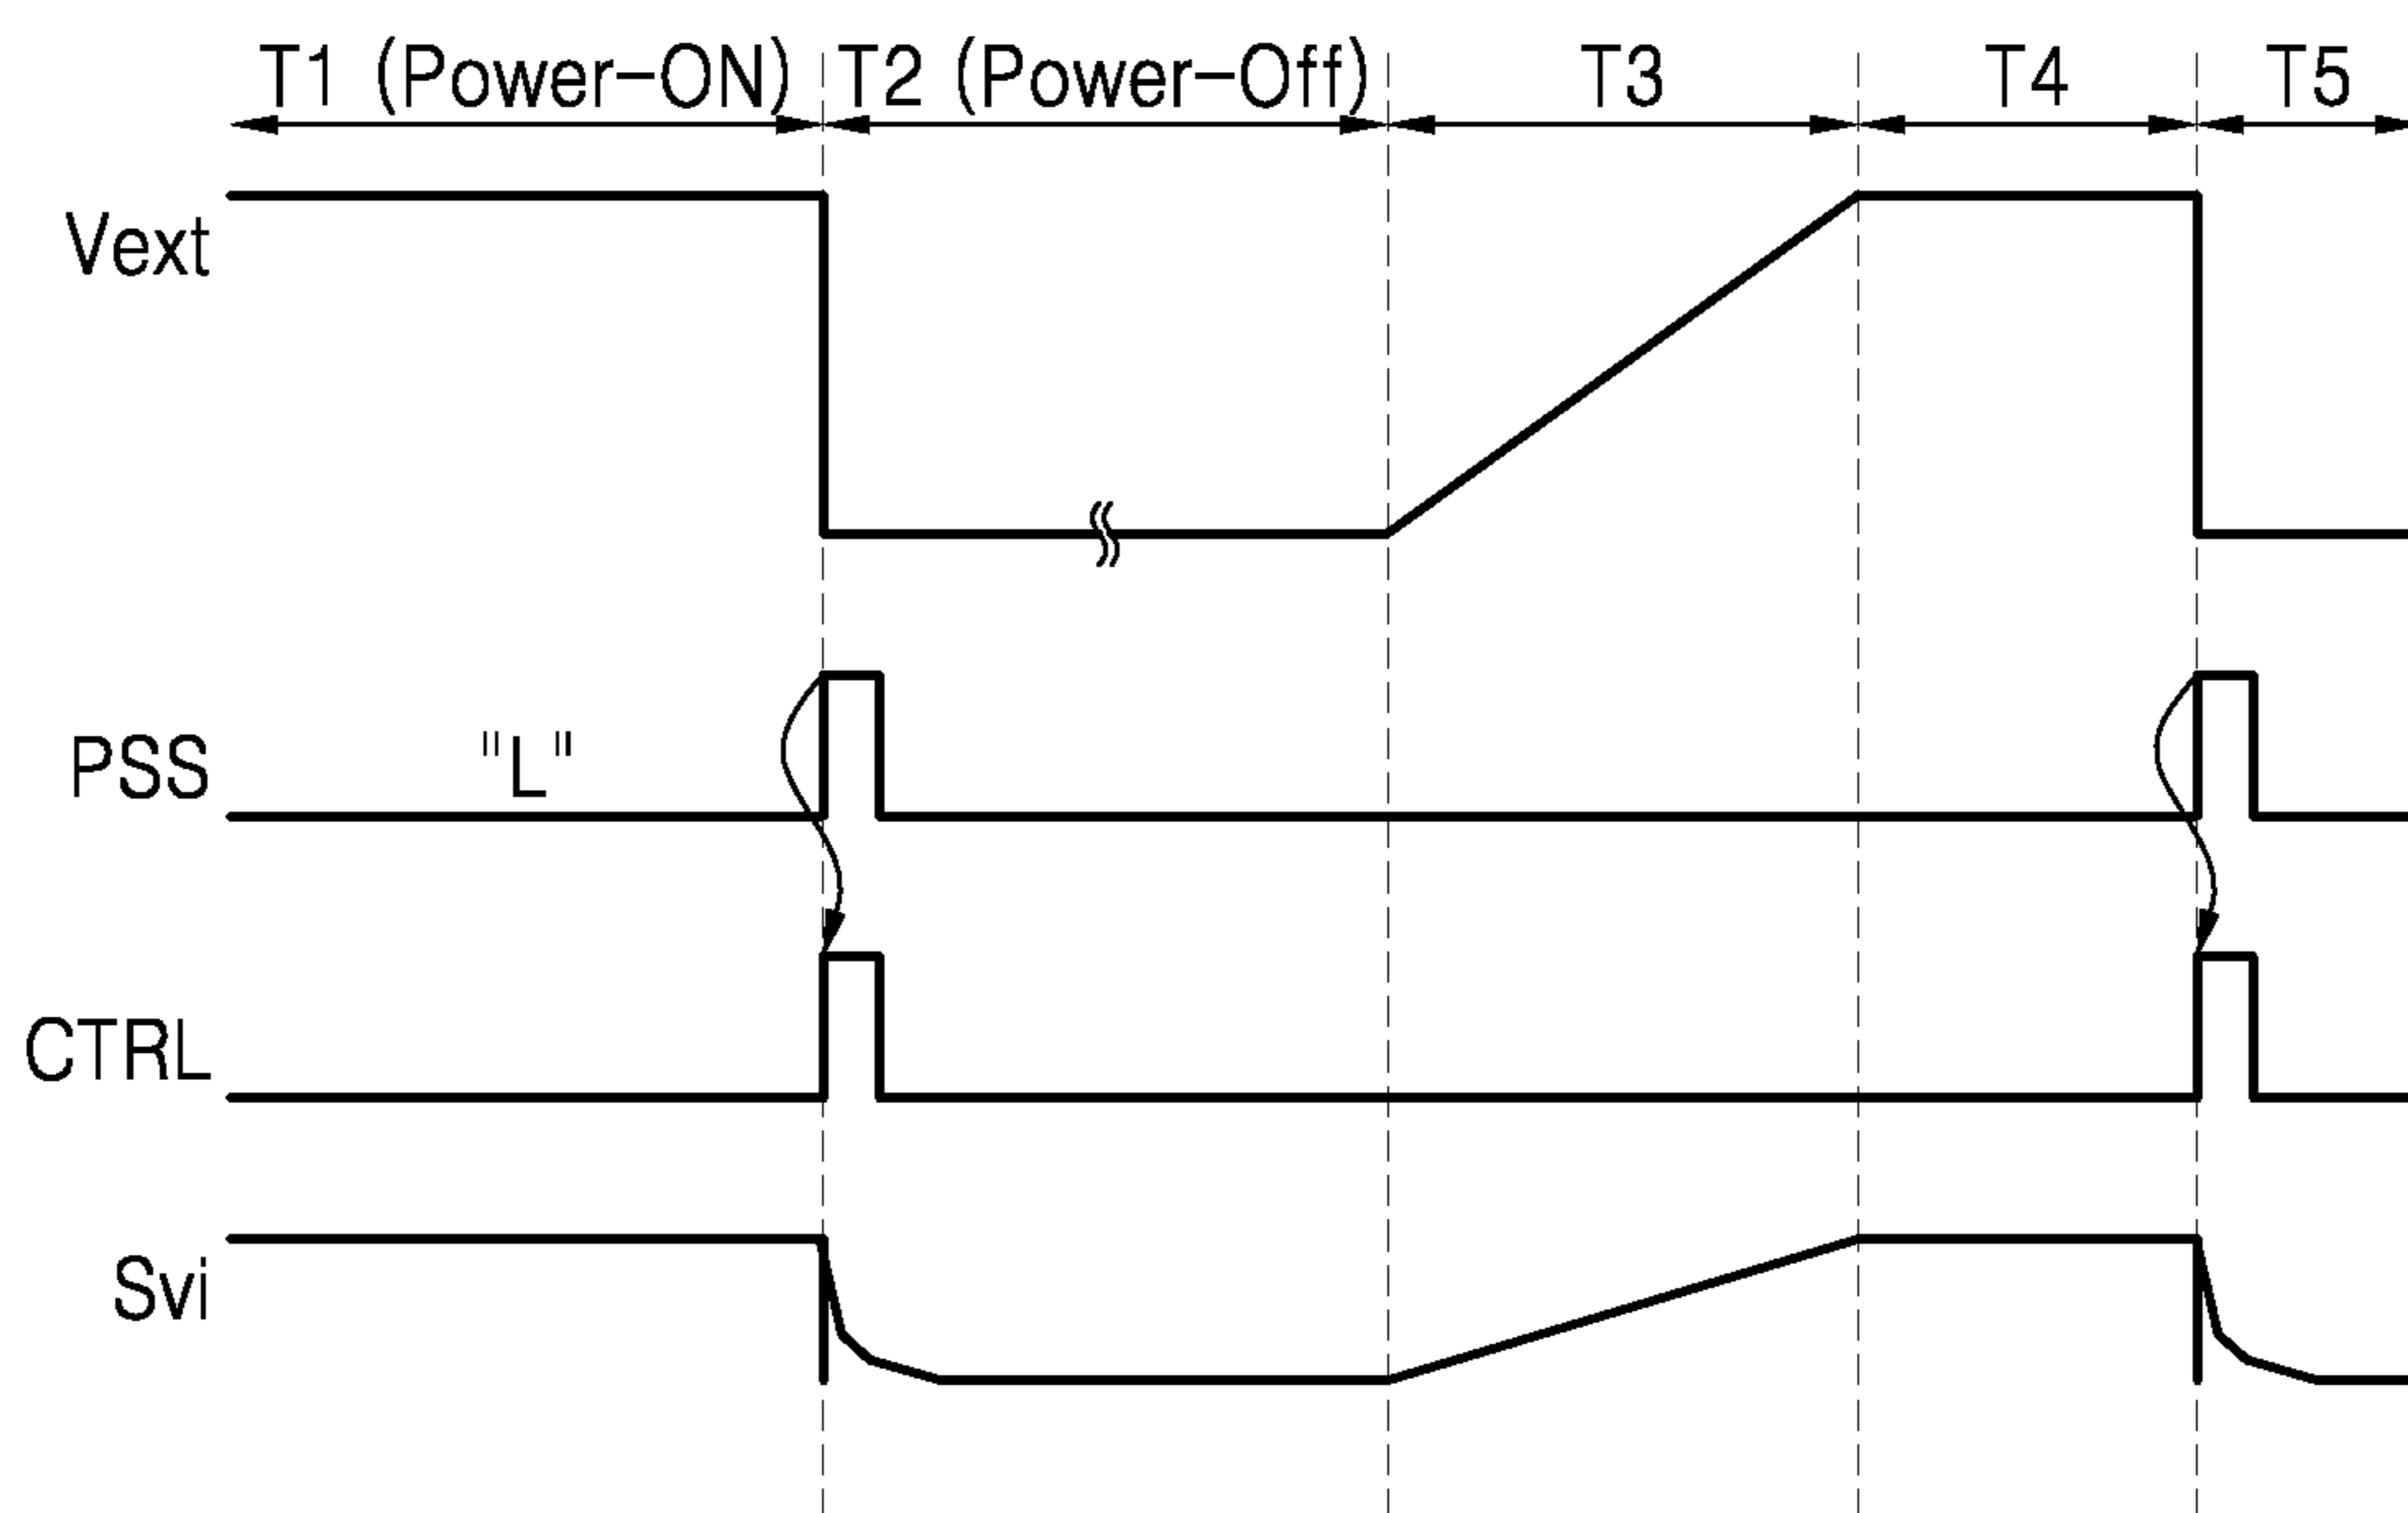 T1 (Power-ON) T2 (Power-Off) T3 T4 T5
Vext
PSS "L"
CTRL
Svi